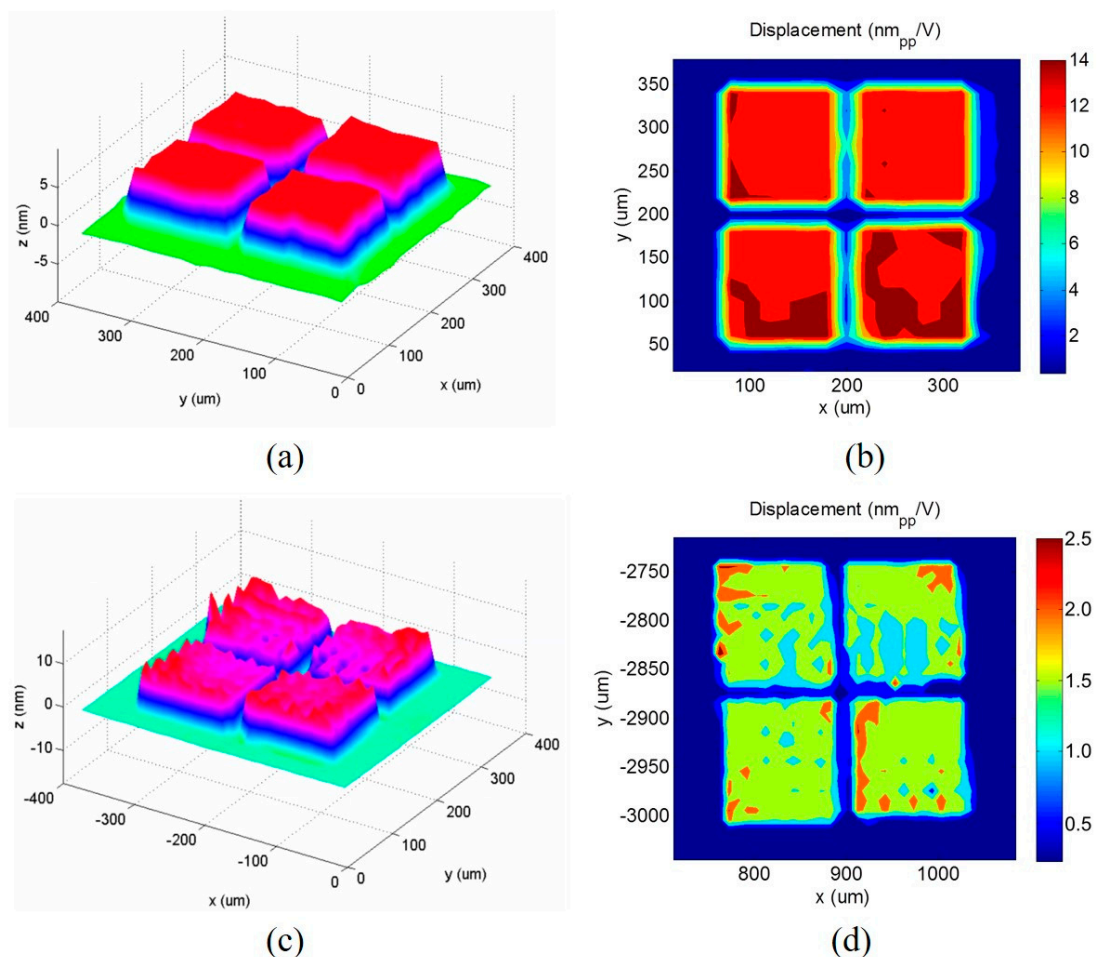 5
0
-5
z (nm)
400
300
200
100
0
y (um)
0
100
200
300
400
x (um)
(a)
Displacement (nm_pp/V)
350
300
250
200
150
100
50
y (um)
100 200 300
x (um)
14
12
10
8
6
4
2
(b)
10
0
-10
z (nm)
-400
-300
-200
-100
0
x (um)
0
100
200
300
400
y (um)
(c)
Displacement (nm_pp/V)
-2750
-2800
-2850
-2900
-2950
-3000
y (um)
800 900 1000
x (um)
2.5
2.0
1.5
1.0
0.5
(d)